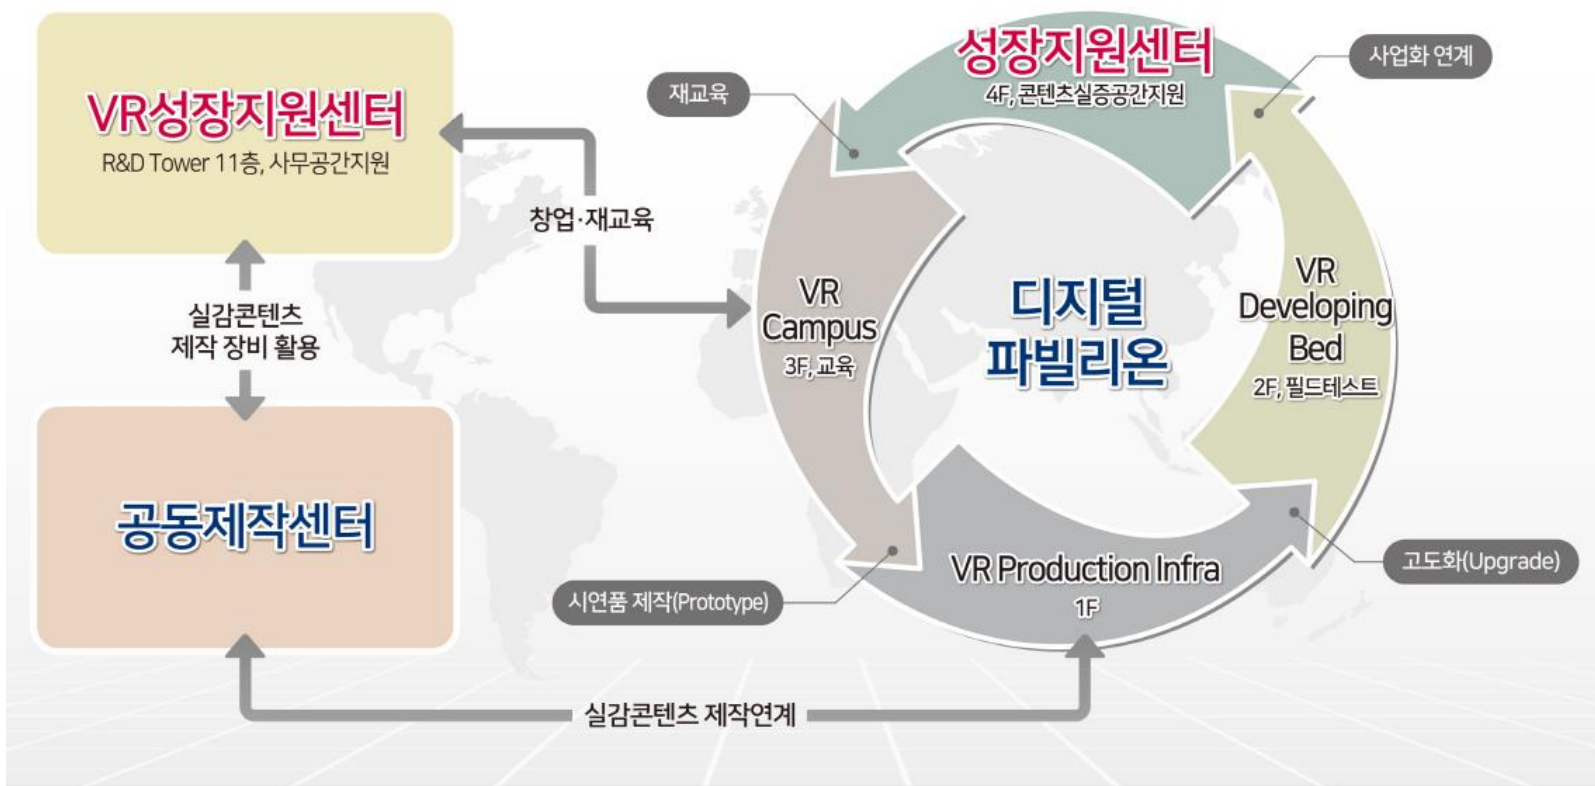 VR성장지원센터
R&D Tower 11층, 사무공간지원
실감콘텐츠
제작 장비 활용
공동제작센터
창업·재교육
실감콘텐츠 제작연계
성장지원센터
4F, 콘텐츠실증공간지원
재교육
사업화 연계
VR
Campus
3F, 교육
디지털
파빌리온
VR
Developing
Bed
2F, 필드테스트
VR Production Infra
1F
시연품 제작(Prototype)
고도화(Upgrade)